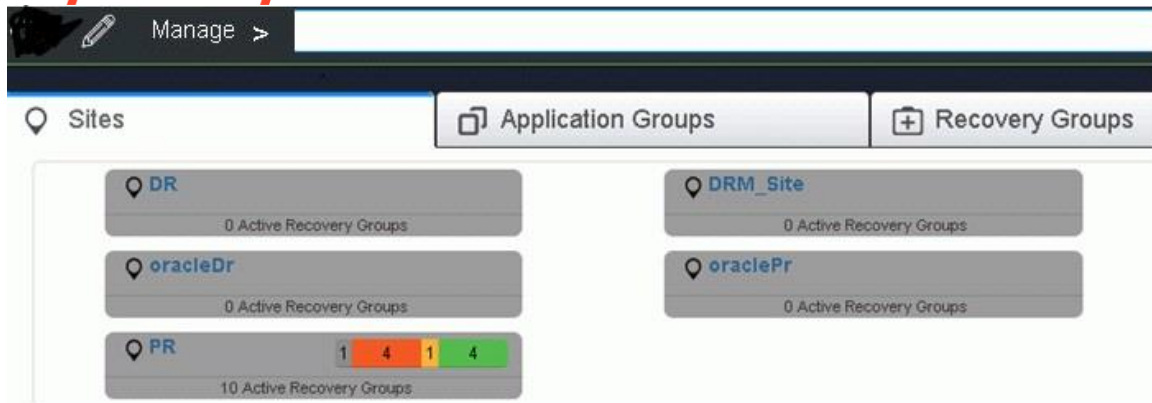 Manage >
Sites
Application Groups
Recovery Groups
DR
0 Active Recovery Groups
DRM_Site
0 Active Recovery Groups
oracleDr
0 Active Recovery Groups
oraclePr
0 Active Recovery Groups
PR
1 4 1 4
10 Active Recovery Groups